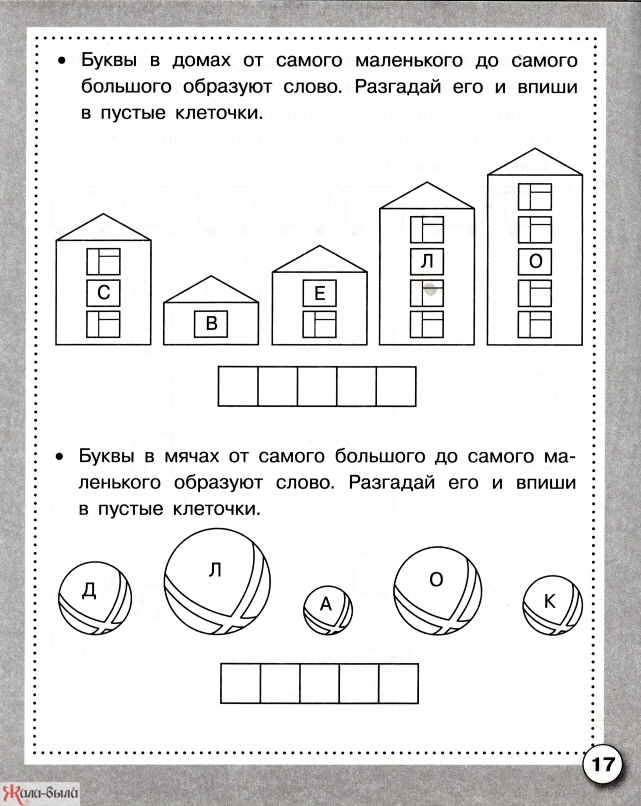 • Буквы в домах от самого маленького до самого
большого образуют слово. Разгадай его и впиши
в пустые клеточки.
С В Е Л О
• Буквы в мячах от самого большого до самого ма-
ленького образуют слово. Разгадай его и впиши
в пустые клеточки.
Д Л А О К
17
Жили-были